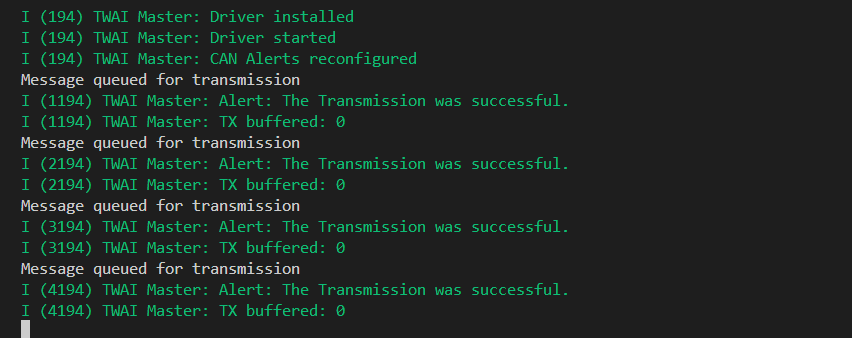 I (194) TWAI Master: Driver installed
I (194) TWAI Master: Driver started
I (194) TWAI Master: CAN Alerts reconfigured
Message queued for transmission
I (1194) TWAI Master: Alert: The Transmission was successful.
I (1194) TWAI Master: TX buffered: 0
Message queued for transmission
I (2194) TWAI Master: Alert: The Transmission was successful.
I (2194) TWAI Master: TX buffered: 0
Message queued for transmission
I (3194) TWAI Master: Alert: The Transmission was successful.
I (3194) TWAI Master: TX buffered: 0
Message queued for transmission
I (4194) TWAI Master: Alert: The Transmission was successful.
I (4194) TWAI Master: TX buffered: 0